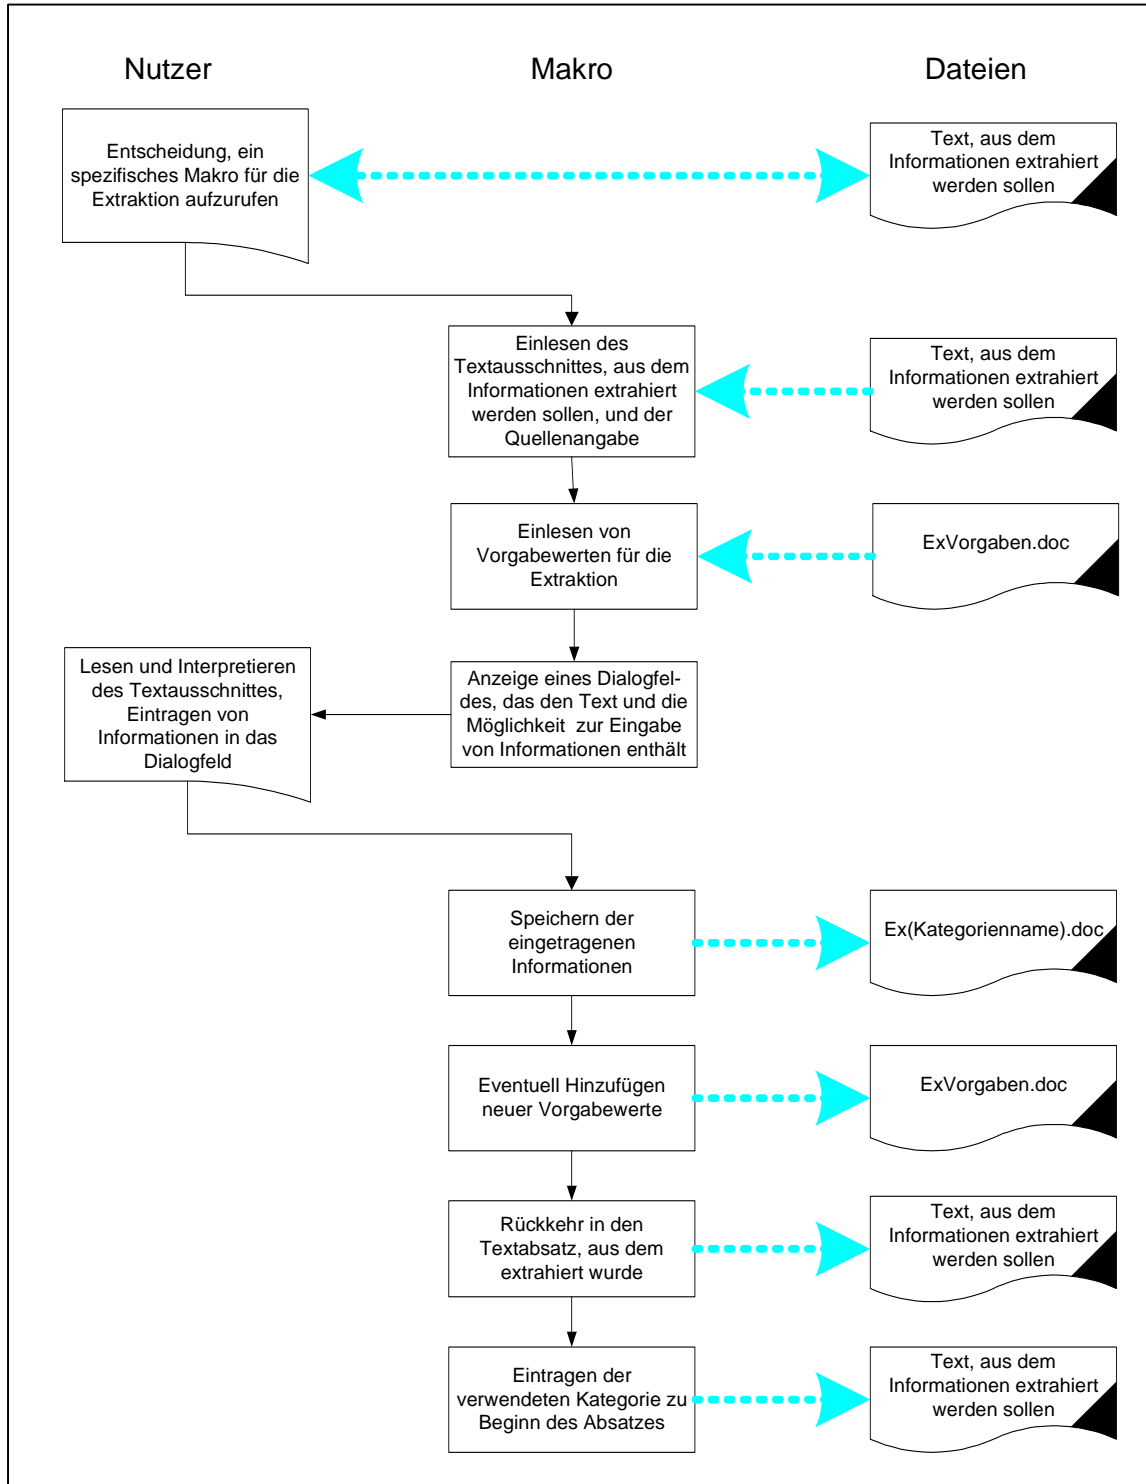 Nutzer
Makro
Dateien
Entscheidung, ein
spezifisches Makro für die
Extraktion aufzurufen
Text, aus dem
Informationen extrahiert
werden sollen
Einlesen des
Textausschnittes, aus dem
Informationen extrahiert
werden sollen, und der
Quellenangabe
Text, aus dem
Informationen extrahiert
werden sollen
Einlesen von
Vorgabewerten für die
Extraktion
ExVorgaben.doc
Lesen und Interpretieren
des Textausschnittes,
Eintragen von
Informationen in das
Dialogfeld
Anzeige eines Dialogfel-
des, das den Text und die
Möglichkeit zur Eingabe
von Informationen enthält
Speichern der
eingetragenen
Informationen
Ex(Kategorienname).doc
Eventuell Hinzufügen
neuer Vorgabewerte
ExVorgaben.doc
Rückkehr in den
Textabsatz, aus dem
extrahiert wurde
Text, aus dem
Informationen extrahiert
werden sollen
Eintragen der
verwendeten Kategorie zu
Beginn des Absatzes
Text, aus dem
Informationen extrahiert
werden sollen